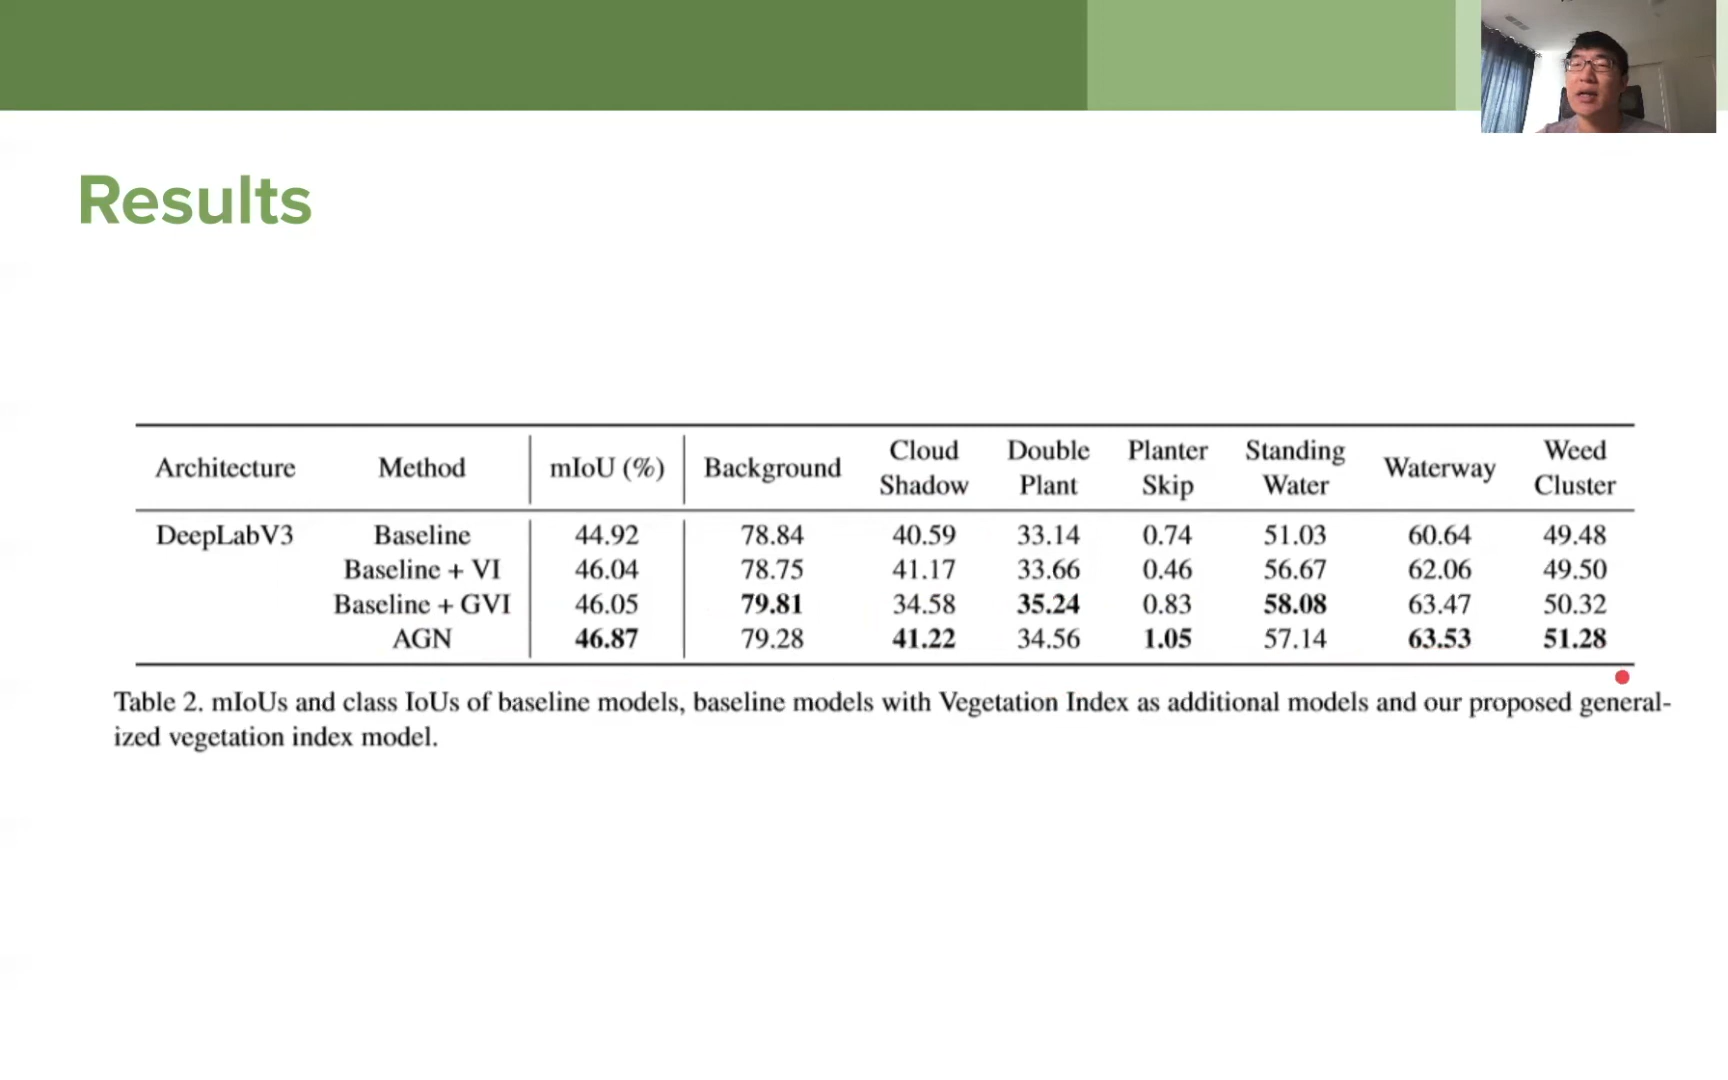 Results
Architecture Method mIoU (%) Background Cloud Shadow Double Plant Planter Skip Standing Water Waterway Weed Cluster
DeepLabV3 Baseline 44.92 78.84 40.59 33.14 0.74 51.03 60.64 49.48
Baseline + VI 46.04 78.75 41.17 33.66 0.46 56.67 62.06 49.50
Baseline + GVI 46.05 79.81 34.58 35.24 0.83 58.08 63.47 50.32
AGN 46.87 79.28 41.22 34.56 1.05 57.14 63.53 51.28
Table 2. mIoUs and class IoUs of baseline models, baseline models with Vegetation Index as additional models and our proposed general-
ized vegetation index model.